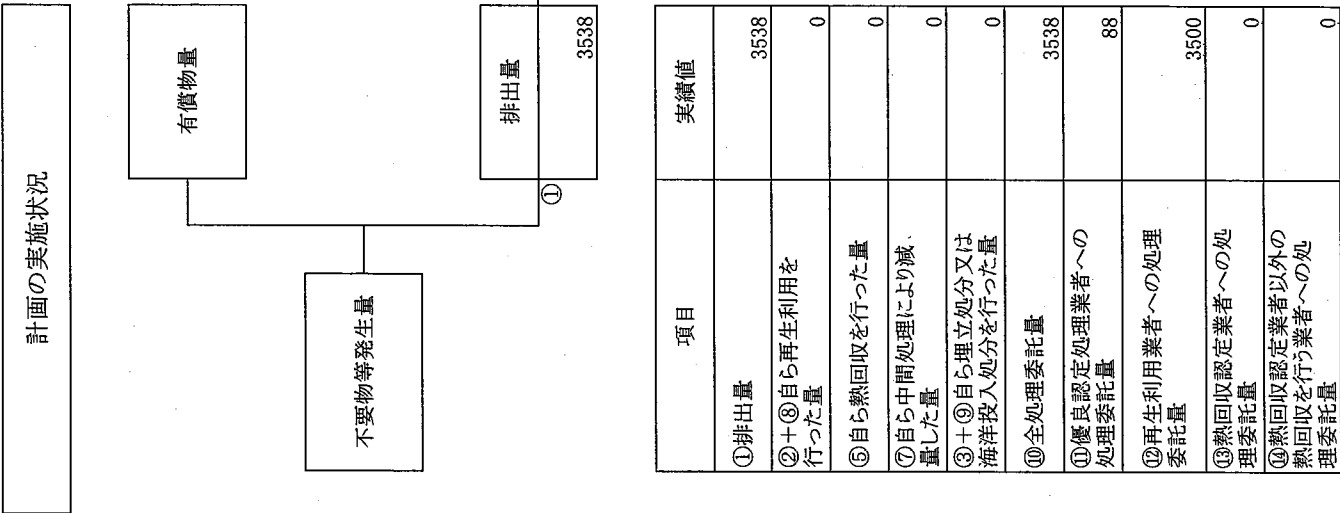 計画の実施状況
有償物量
不要物等発生量
排出量
①
3538
項目
実績値
①排出量
3538
②+⑧自ら再生利用を
行った量
0
⑤自ら熱回収を行った量
0
⑦自ら中間処理により減
量した量
0
③+⑨自ら埋立処分又は
海洋投入処分を行った量
0
⑩全処理委託量
3538
⑪優良認定処理業者への
処理委託量
88
⑫再生利用業者への処理
委託量
3500
⑬熱回収認定業者への処
理委託量
0
⑭熱回収認定業者以外の
熱回収を行う業者への処
理委託量
0